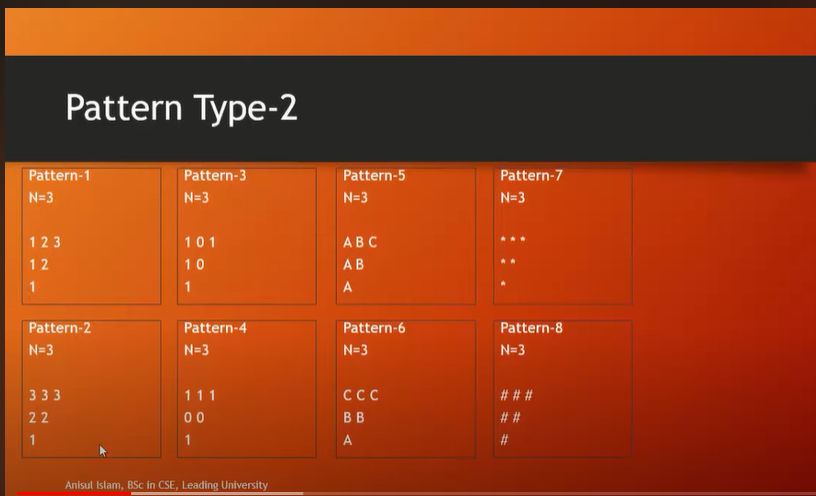 Pattern Type-2
Pattern-1
N=3
1 2 3
1 2
1
Pattern-3
N=3
1 0 1
1 0
1
Pattern-5
N=3
A B C
A B
A
Pattern-7
N=3
* * *
* *
*
Pattern-2
N=3
3 3 3
2 2
1
Pattern-4
N=3
1 1 1
0 0
1
Pattern-6
N=3
C C C
B B
A
Pattern-8
N=3
# # #
# #
#
Anisul Islam, BSc in CSE, Leading University